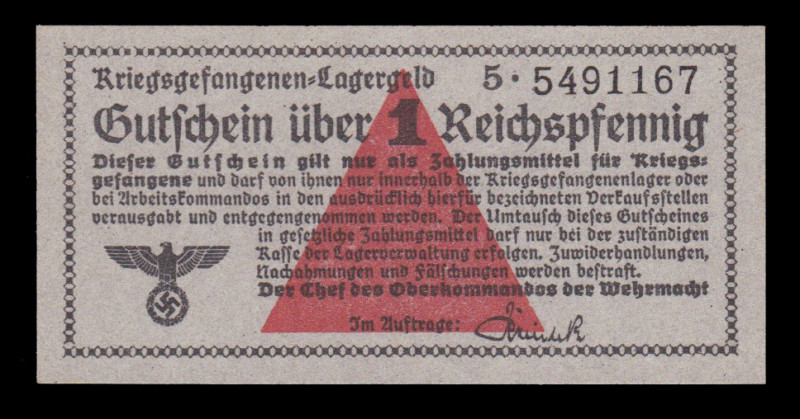 Kriegsgefangenen-Lagergeld 5 · 5491167
Gutschein über 1 Reichspfennig
Dieser Gutschein gilt nur als Zahlungsmittel für Kriegs-
gefangene und darf von ihnen nur innerhalb der Kriegsgefangenenlager oder
bei Arbeitskommandos in den ausdrücklich hierfür bezeichneten Verkaufsstellen
verausgabt und entgegengenommen werden. Der Umtausch dieses Gutscheines
in gesetzliche Zahlungsmittel darf nur bei der zuständigen
Kasse der Lagerverwaltung erfolgen. Zuwiderhandlungen,
Nachahmungen und Fälschungen werden bestraft.
Der Chef des Oberkommandos der Wehrmacht
Im Auftrage: